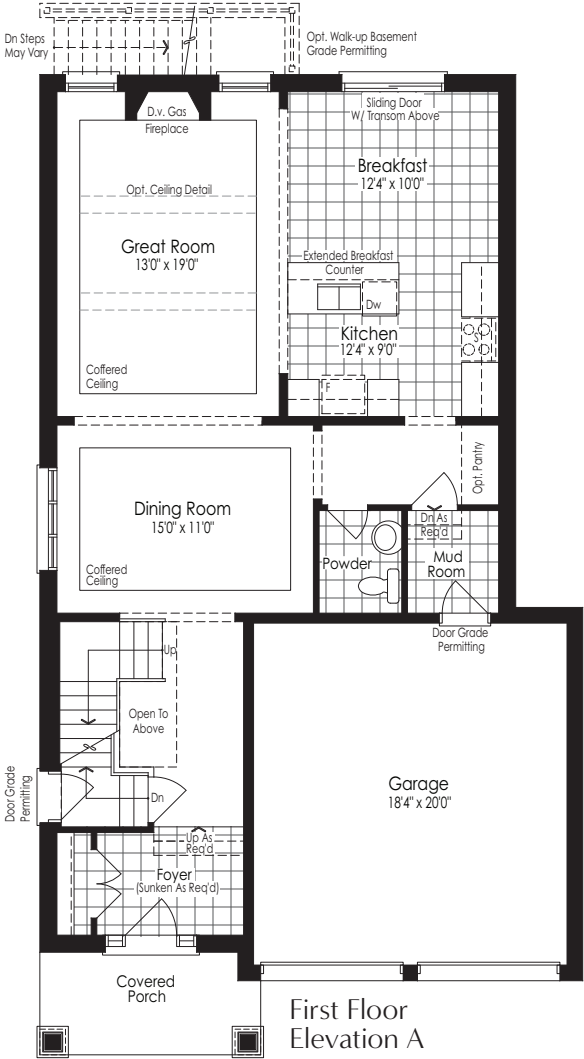 Dn Steps
May Vary
Opt. Walk-up Basement
Grade Permitting
D.v. Gas
Fireplace
Sliding Door
W/ Transom Above
Breakfast
12'4" x 10'0"
Opt. Ceiling Detail
Great Room
13'0" x 19'0"
Extended Breakfast
Counter
Dw
Kitchen
12'4" x 9'0"
S
F
Coffered
Ceiling
Opt. Pantry
Dining Room
15'0" x 11'0"
Dn As
Req'd
Powder
Mud
Room
Coffered
Ceiling
Door Grade
Permitting
Up
Open To
Above
Door Grade
Permitting
Dn
Garage
18'4" x 20'0"
Up As
Req'd
Foyer
(Sunken As Req'd)
Covered
Porch
First Floor
Elevation A